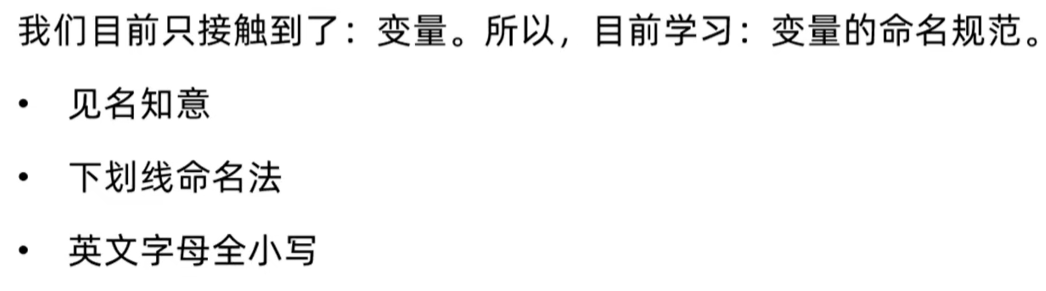 我们目前只接触到了：变量。所以，目前学习：变量的命名规范。
• 见名知意
• 下划线命名法
• 英文字母全小写